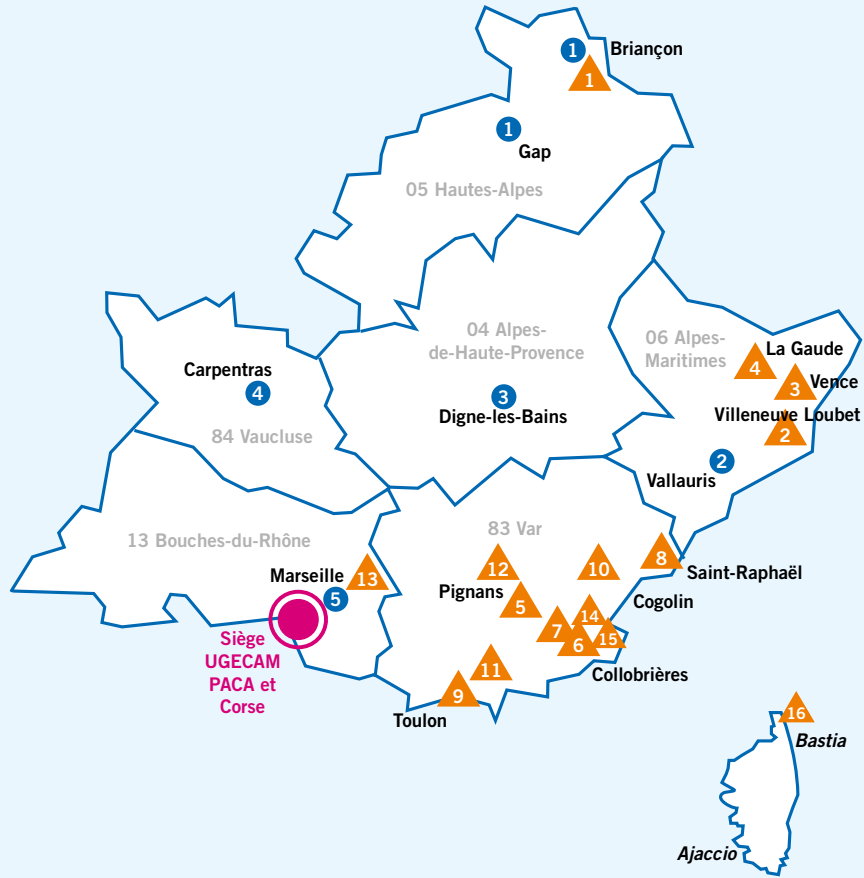 1
Briançon
1
1
Gap
05 Hautes-Alpes
04 Alpes-
de-Haute-Provence
06 Alpes-
Maritimes
La Gaude
4
3
Vence
Villeneuve Loubet
2
2
Vallauris
Carpentras
4
84 Vaucluse
3
Digne-les-Bains
13 Bouches-du-Rhône
Marseille
13
5
Siège
UGECAM
PACA et
Corse
83 Var
12
10
8
Saint-Raphaël
Pignans
5
Cogolin
14
7
6
15
Collobrières
11
9
Toulon
16
Bastia
Ajaccio